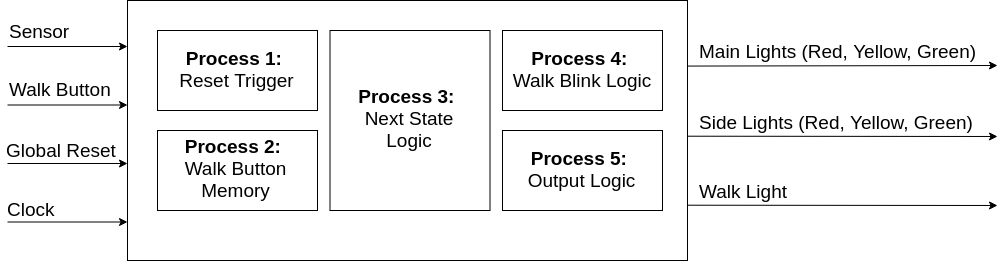 Sensor
Walk Button
Global Reset
Clock
Process 1:
Reset Trigger
Process 2:
Walk Button
Memory
Process 3:
Next State
Logic
Process 4:
Walk Blink Logic
Process 5:
Output Logic
Main Lights (Red, Yellow, Green)
Side Lights (Red, Yellow, Green)
Walk Light